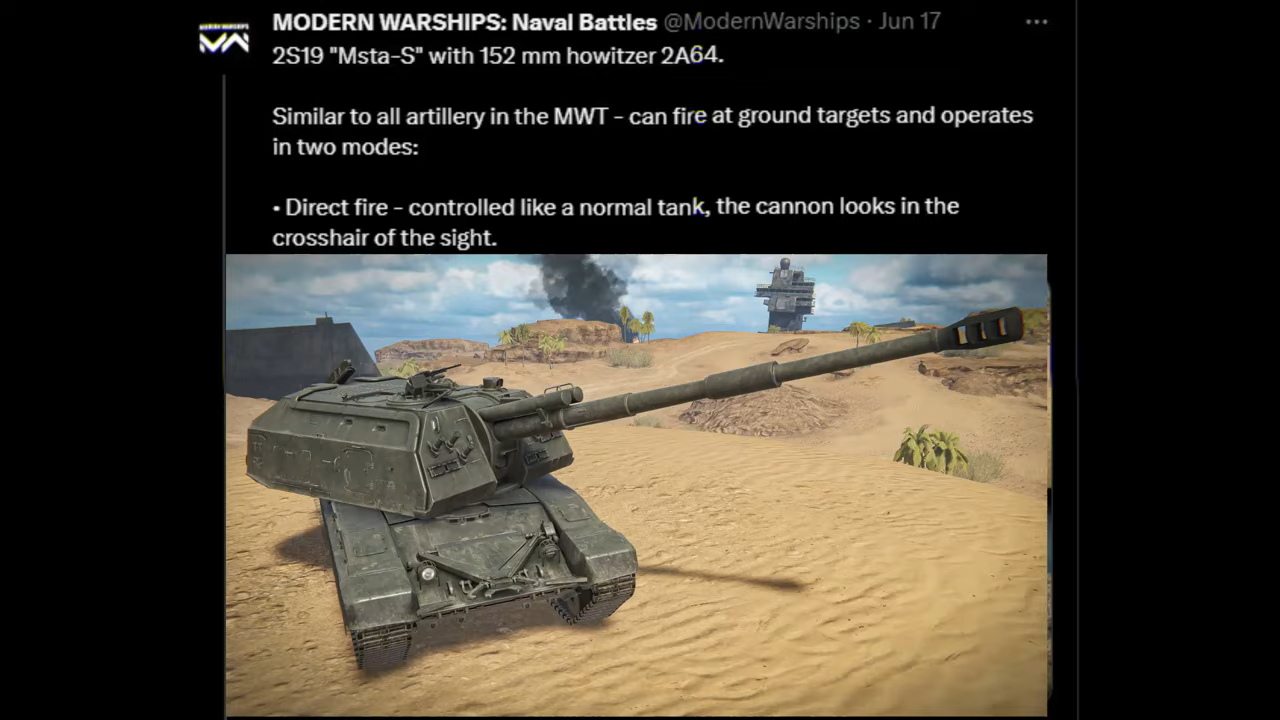 MODERN WARSHIPS: Naval Battles @ModernWarships · Jun 17
2S19 "Msta-S" with 152 mm howitzer 2A64.
Similar to all artillery in the MWT - can fire at ground targets and operates
in two modes:
• Direct fire - controlled like a normal tank, the cannon looks in the
crosshair of the sight.